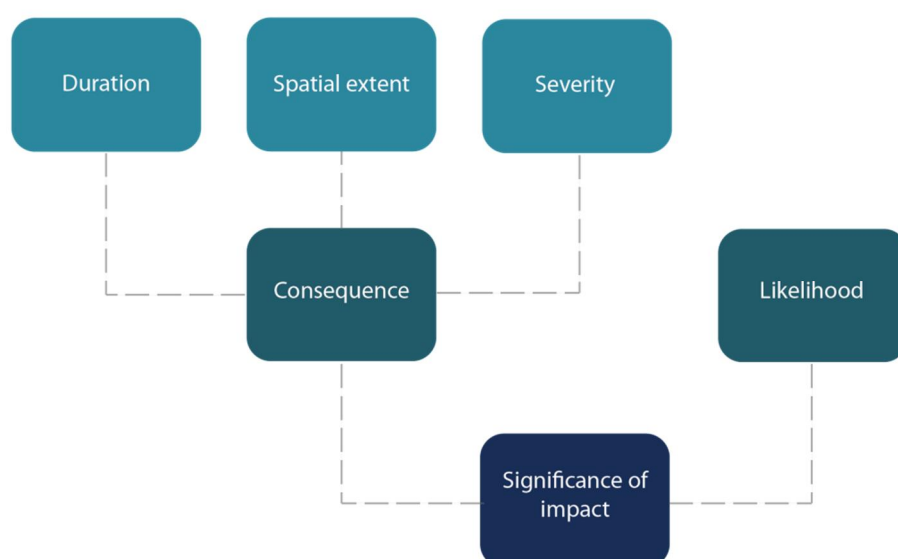 Duration
Spatial extent
Severity
Consequence
Likelihood
Significance of
impact